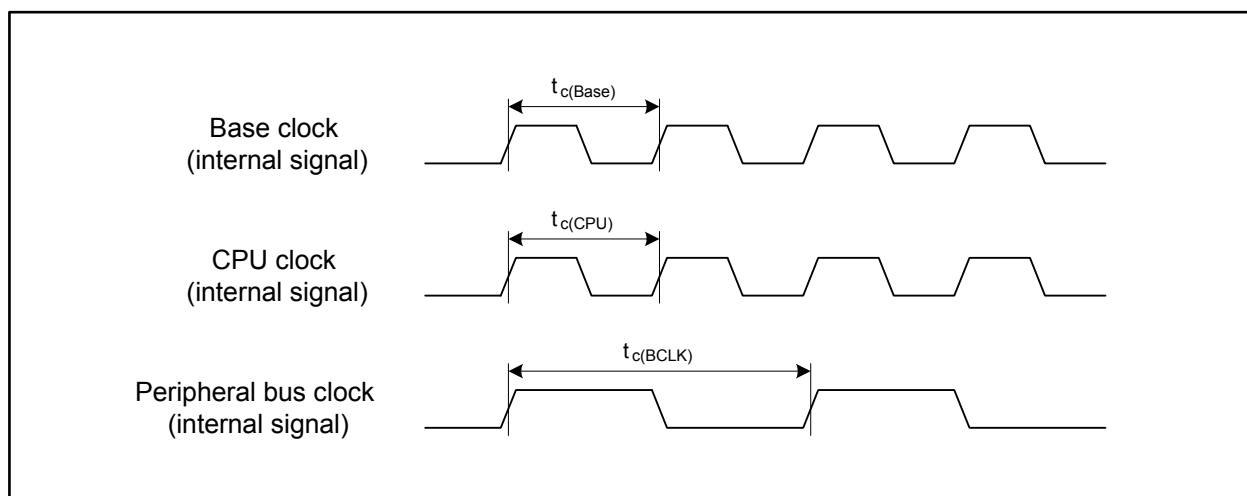 t c(Base)
Base clock
(internal signal)
t c(CPU)
CPU clock
(internal signal)
t c(BCLK)
Peripheral bus clock
(internal signal)